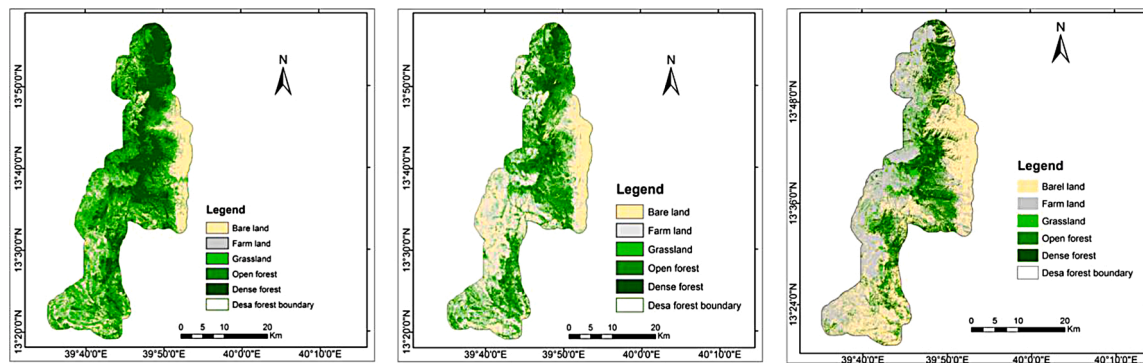 N
13°50'0"N
13°40'0"N
13°30'0"N
13°20'0"N
Legend
Bare land
Farm land
Grassland
Open forest
Dense forest
Desa forest boundary
0 5 10 20
Km
39°40'0"E 39°50'0"E 40°0'0"E 40°10'0"E
N
13°50'0"N
13°40'0"N
13°30'0"N
13°20'0"N
Legend
Bare land
Farm land
Grassland
Open forest
Dense forest
Desa forest boundary
0 5 10 20
Km
39°40'0"E 39°50'0"E 40°0'0"E 40°10'0"E
N
13°48'0"N
13°36'0"N
13°24'0"N
Legend
Barel land
Farm land
Grassland
Open forest
Dense forest
Desa forest boundary
0 5 10 20
Km
39°40'0"E 39°50'0"E 40°0'0"E 40°10'0"E